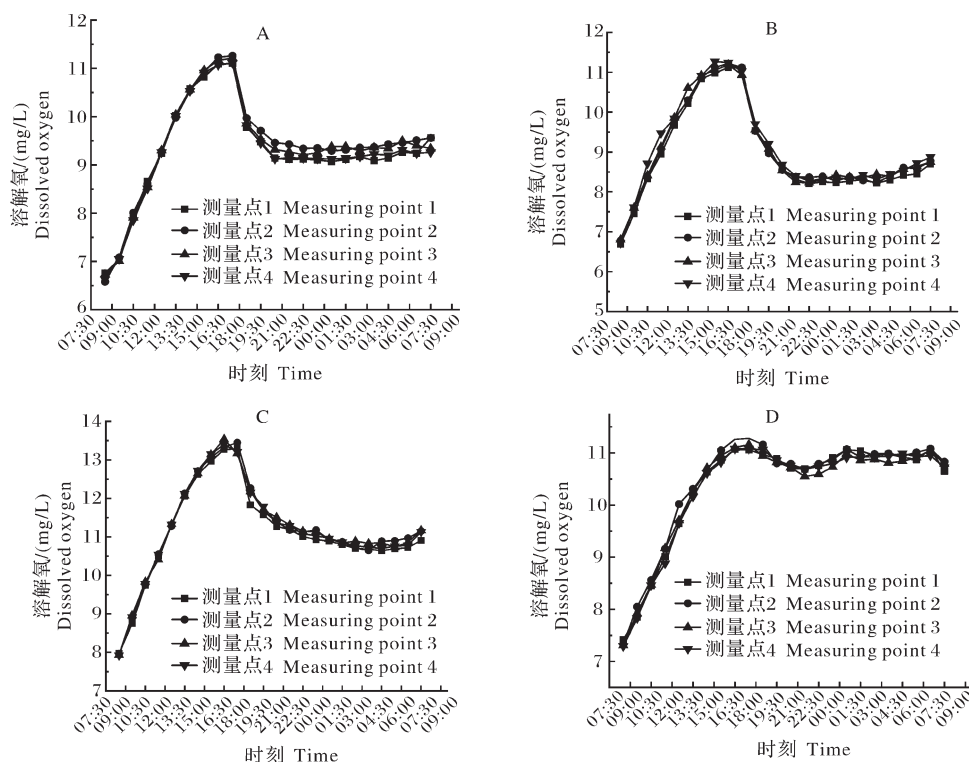 A
12
11
10
9
8
7
6
溶解氧/(mg/L)
Dissolved oxygen
测量点1 Measuring point 1
测量点2 Measuring point 2
测量点3 Measuring point 3
测量点4 Measuring point 4
07:30 09:00 10:30 12:00 13:30 15:00 16:30 18:00 19:30 21:00 22:30 00:00 01:30 03:00 04:30 06:00 07:30 09:00
时刻 Time
B
12
11
10
9
8
7
6
5
溶解氧/(mg/L)
Dissolved oxygen
测量点1 Measuring point 1
测量点2 Measuring point 2
测量点3 Measuring point 3
测量点4 Measuring point 4
07:30 09:00 10:30 12:00 13:30 15:00 16:30 18:00 19:30 21:00 22:30 00:00 01:30 03:00 04:30 06:00 07:30 09:00
时刻 Time
C
14
13
12
11
10
9
8
7
溶解氧/(mg/L)
Dissolved oxygen
测量点1 Measuring point 1
测量点2 Measuring point 2
测量点3 Measuring point 3
测量点4 Measuring point 4
07:30 09:00 10:30 12:00 13:30 15:00 16:30 18:00 19:30 21:00 22:30 00:00 01:30 03:00 04:30 06:00 07:30 09:00
时刻 Time
D
11
10
9
8
7
溶解氧/(mg/L)
Dissolved oxygen
测量点1 Measuring point 1
测量点2 Measuring point 2
测量点3 Measuring point 3
测量点4 Measuring point 4
07:30 09:00 10:30 12:00 13:30 15:00 16:30 18:00 19:30 21:00 22:30 00:00 01:30 03:00 04:30 06:00 07:30 09:00
时刻 Time